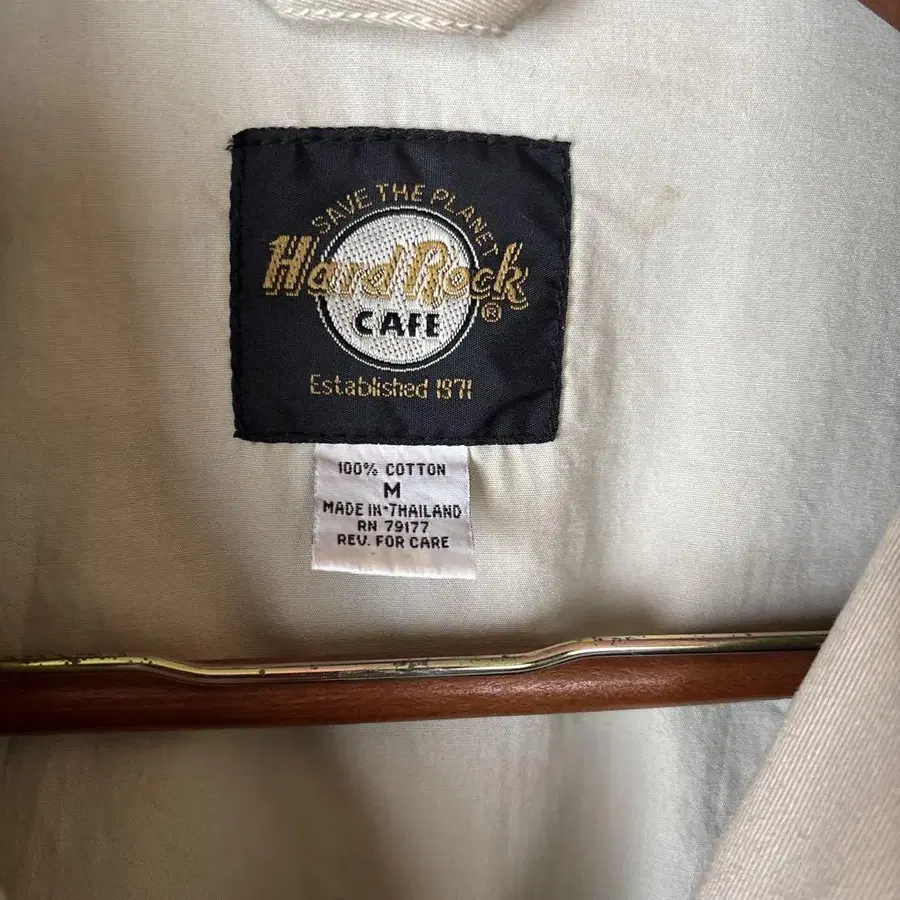 SAVE THE PLANET
Hard Rock
CAFE
®
Established 1971
100% COTTON
M
MADE IN THAILAND
RN 79177
REV. FOR CARE